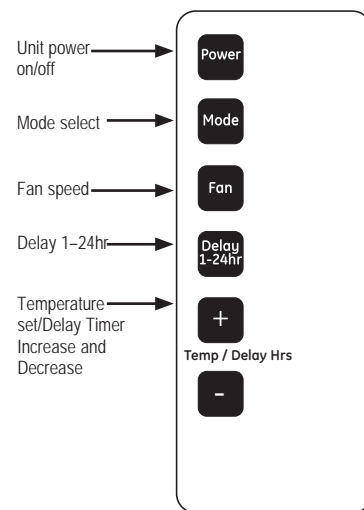 Unit power
on/off
Power
Mode select
Mode
Fan speed
Fan
Delay 1–24hr
Delay
1-24hr
Temperature
set/Delay Timer
Increase and
Decrease
+
Temp / Delay Hrs
-